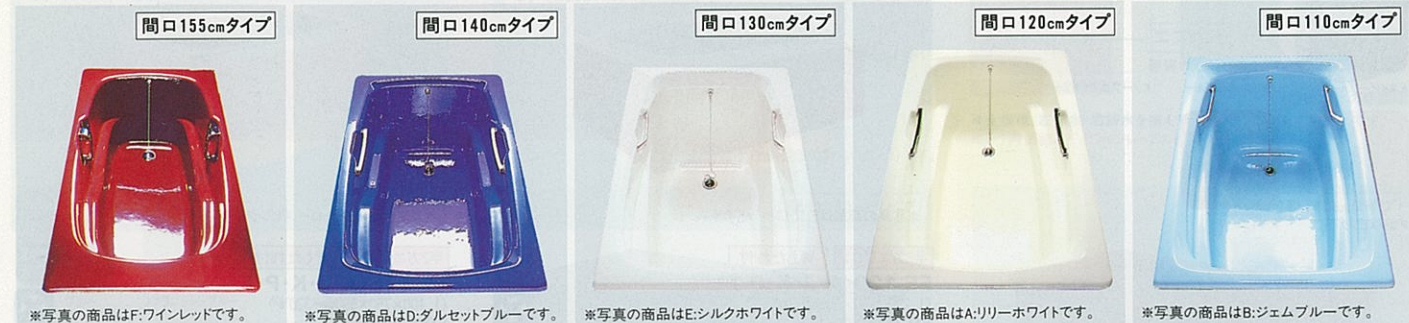 間口155cmタイプ
間口140cmタイプ
間口130cmタイプ
間口120cmタイプ
間口110cmタイプ
※写真の商品はF:ワインレッドです。
※写真の商品はD:ダルセットブルーです。
※写真の商品はE:シルクホワイトです。
※写真の商品はA:リリーホワイトです。
※写真の商品はB:ジェムブルーです。